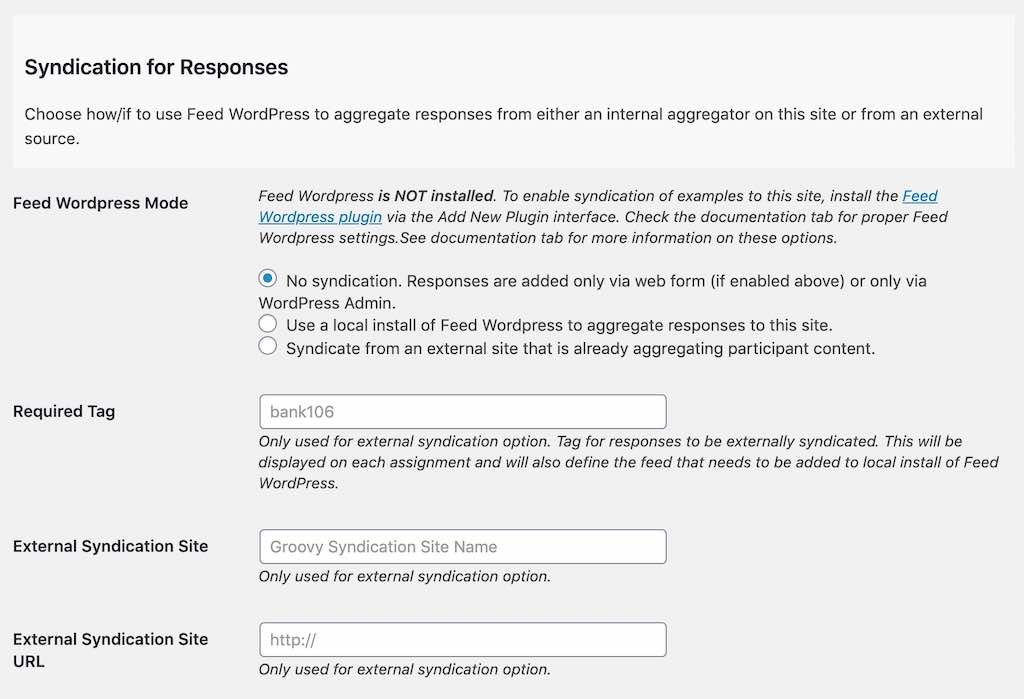 Syndication for Responses
Choose how/if to use Feed WordPress to aggregate responses from either an internal aggregator on this site or from an external
source.
Feed Wordpress Mode
Feed Wordpress is NOT installed. To enable syndication of examples to this site, install the Feed
Wordpress plugin via the Add New Plugin interface. Check the documentation tab for proper Feed
Wordpress settings.See documentation tab for more information on these options.
No syndication. Responses are added only via web form (if enabled above) or only via
WordPress Admin.
Use a local install of Feed Wordpress to aggregate responses to this site.
Syndicate from an external site that is already aggregating participant content.
Required Tag
bank106
Only used for external syndication option. Tag for responses to be externally syndicated. This will be
displayed on each assignment and will also define the feed that needs to be added to local install of Feed
WordPress.
External Syndication Site
Groovy Syndication Site Name
Only used for external syndication option.
External Syndication Site
URL
http://
Only used for external syndication option.